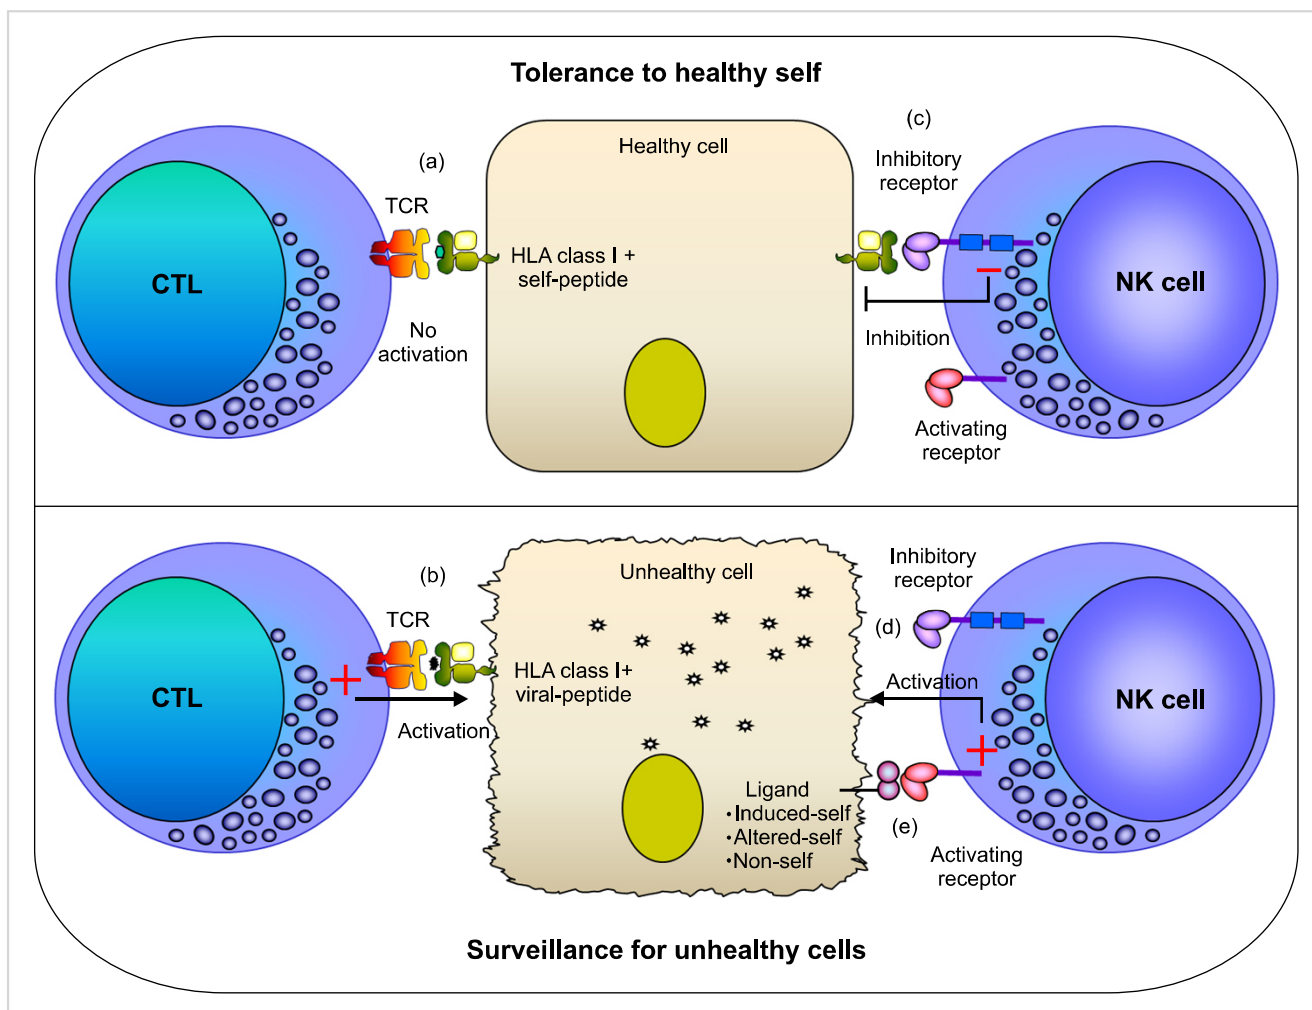 Tolerance to healthy self
(a)
TCR
CTL
No
activation
Healthy cell
HLA class I +
self-peptide
(c)
Inhibitory
receptor
NK cell
Inhibition
Activating
receptor
(b)
TCR
CTL
Activation
Unhealthy cell
HLA class I+
viral-peptide
Ligand
•Induced-self
•Altered-self
•Non-self
Inhibitory
receptor
(d)
Activation
NK cell
(e)
Activating
receptor
Surveillance for unhealthy cells